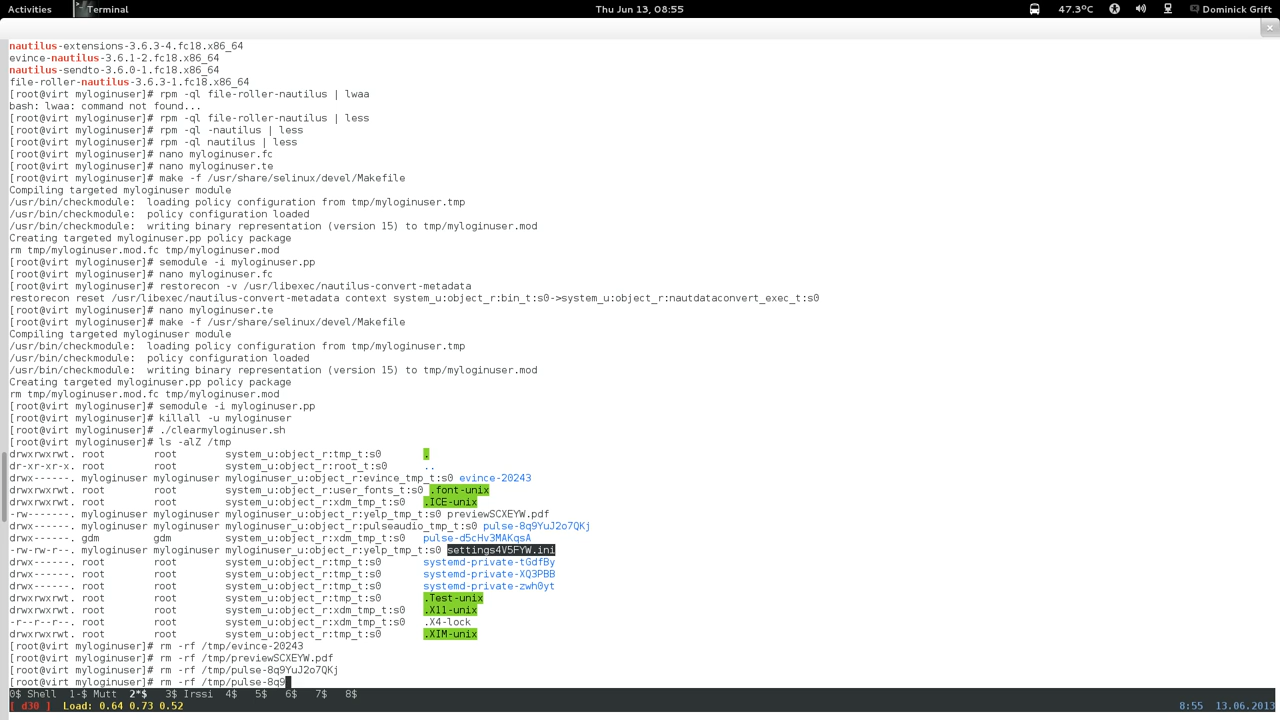 Activities Terminal Thu Jun 13, 08:55 47.3°C Dominick Grift
nautilus-extensions-3.6.3-4.fc18.x86_64
evince-nautilus-3.6.1-2.fc18.x86_64
nautilus-sendto-3.6.0-1.fc18.x86_64
file-roller-nautilus-3.6.3-1.fc18.x86_64
[root@virt myloginuser]# rpm -ql file-roller-nautilus | lwaa
bash: lwaa: command not found...
[root@virt myloginuser]# rpm -ql file-roller-nautilus | less
[root@virt myloginuser]# rpm -ql -nautilus | less
[root@virt myloginuser]# rpm -ql nautilus | less
[root@virt myloginuser]# nano myloginuser.fc
[root@virt myloginuser]# nano myloginuser.te
[root@virt myloginuser]# make -f /usr/share/selinux/devel/Makefile
Compiling targeted myloginuser module
/usr/bin/checkmodule:  loading policy configuration from tmp/myloginuser.tmp
/usr/bin/checkmodule:  policy configuration loaded
/usr/bin/checkmodule:  writing binary representation (version 15) to tmp/myloginuser.mod
Creating targeted myloginuser.pp policy package
rm tmp/myloginuser.mod.fc tmp/myloginuser.mod
[root@virt myloginuser]# semodule -i myloginuser.pp
[root@virt myloginuser]# nano myloginuser.fc
[root@virt myloginuser]# restorecon -v /usr/libexec/nautilus-convert-metadata
restorecon reset /usr/libexec/nautilus-convert-metadata context system_u:object_r:bin_t:s0->system_u:object_r:nautdataconvert_exec_t:s0
[root@virt myloginuser]# nano myloginuser.te
[root@virt myloginuser]# make -f /usr/share/selinux/devel/Makefile
Compiling targeted myloginuser module
/usr/bin/checkmodule:  loading policy configuration from tmp/myloginuser.tmp
/usr/bin/checkmodule:  policy configuration loaded
/usr/bin/checkmodule:  writing binary representation (version 15) to tmp/myloginuser.mod
Creating targeted myloginuser.pp policy package
rm tmp/myloginuser.mod.fc tmp/myloginuser.mod
[root@virt myloginuser]# semodule -i myloginuser.pp
[root@virt myloginuser]# killall -u myloginuser
[root@virt myloginuser]# ./clearmyloginuser.sh
[root@virt myloginuser]# ls -alZ /tmp
drwxrwxrwt. root        root        system_u:object_r:tmp_t:s0       .
dr-xr-xr-x. root        root        system_u:object_r:root_t:s0      ..
drwx------. myloginuser myloginuser myloginuser_u:object_r:evince_tmp_t:s0 evince-20243
drwxrwxrwt. root        root        system_u:object_r:user_fonts_t:s0 .font-unix
drwxrwxrwt. root        root        system_u:object_r:xdm_tmp_t:s0   .ICE-unix
-rw-------. myloginuser myloginuser myloginuser_u:object_r:yelp_tmp_t:s0 previewSCXEYW.pdf
drwx------. myloginuser myloginuser myloginuser_u:object_r:pulseaudio_tmp_t:s0 pulse-8q9YuJ2o7QKj
drwx------. gdm         gdm         system_u:object_r:xdm_tmp_t:s0   pulse-d5cHv3MAKqsA
-rw-rw-r--. myloginuser myloginuser myloginuser_u:object_r:yelp_tmp_t:s0 settings4V5FYW.ini
drwx------. root        root        system_u:object_r:tmp_t:s0       systemd-private-tGdfBy
drwx------. root        root        system_u:object_r:tmp_t:s0       systemd-private-XQ3PBB
drwx------. root        root        system_u:object_r:tmp_t:s0       systemd-private-zwh0yt
drwxrwxrwt. root        root        system_u:object_r:tmp_t:s0       .Test-unix
drwxrwxrwt. root        root        system_u:object_r:xdm_tmp_t:s0   .X11-unix
-r--r--r--. root        root        system_u:object_r:xdm_tmp_t:s0   .X4-lock
drwxrwxrwt. root        root        system_u:object_r:tmp_t:s0       .XIM-unix
[root@virt myloginuser]# rm -rf /tmp/evince-20243
[root@virt myloginuser]# rm -rf /tmp/previewSCXEYW.pdf
[root@virt myloginuser]# rm -rf /tmp/pulse-8q9YuJ2o7QKj
[root@virt myloginuser]# rm -rf /tmp/pulse-8q9
0$ Shell  1-$ Mutt  2*$   3$ Irssi  4$   5$   6$   7$   8$
[ d30 ]  Load: 0.64 0.73 0.52 8:55  13.06.2013